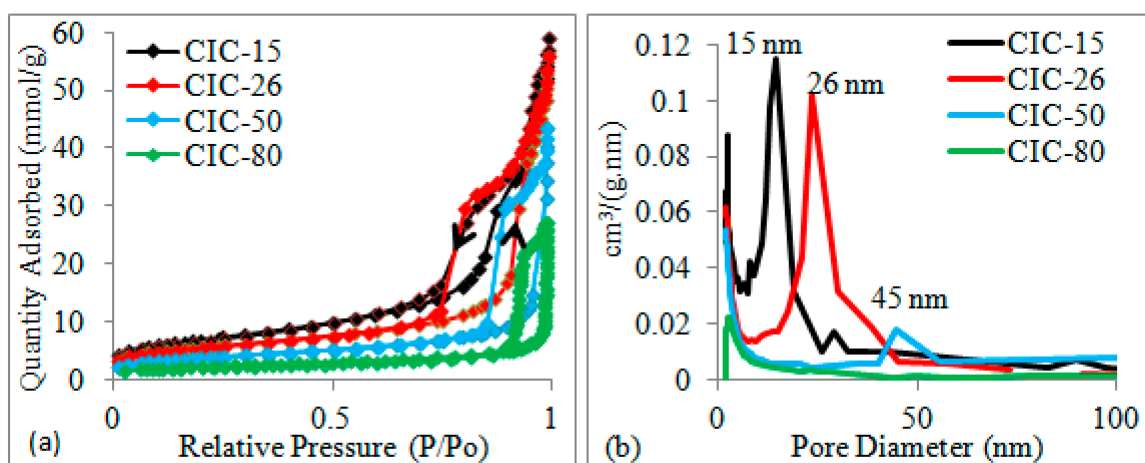 60
50
40
30
20
10
0
Quantity Adsorbed (mmol/g)
CIC-15
CIC-26
CIC-50
CIC-80
0
0.5
1
Relative Pressure (P/Po)
(a)
0.12
0.1
0.08
0.06
0.04
0.02
0
cm³/(g.nm)
15 nm
26 nm
45 nm
CIC-15
CIC-26
CIC-50
CIC-80
0
50
100
Pore Diameter (nm)
(b)